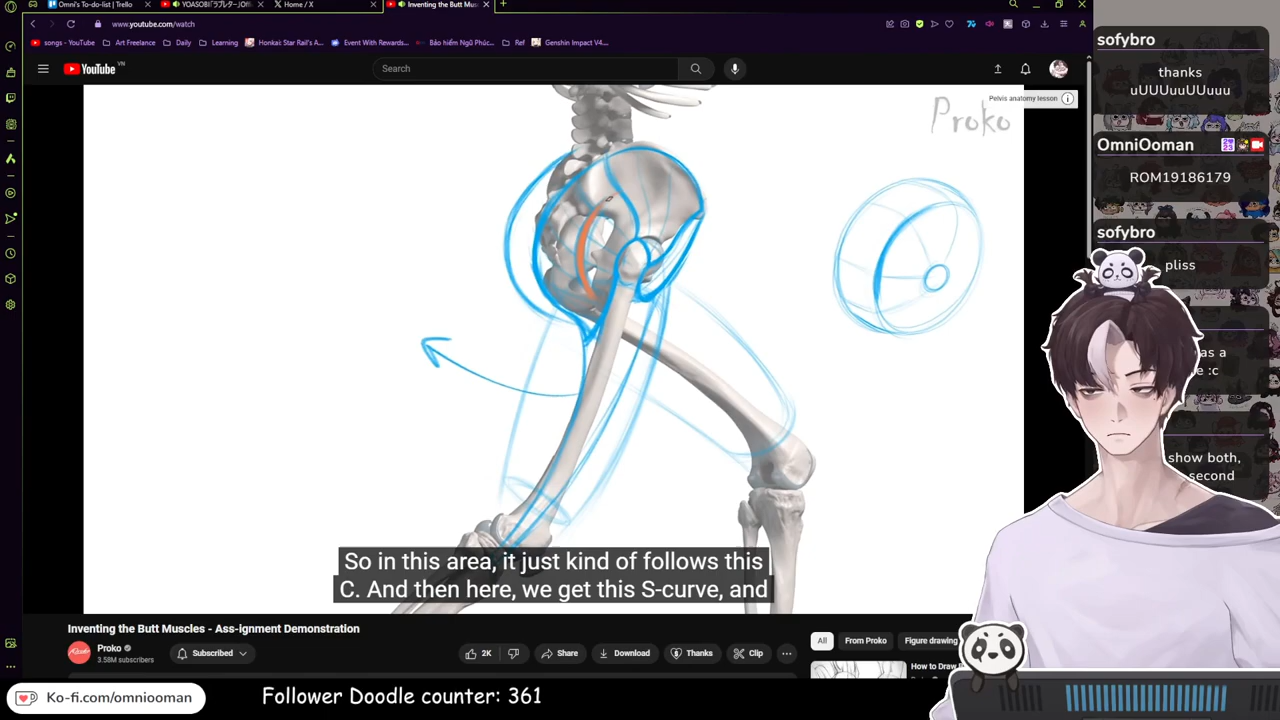 Omni's To-do-list | Trello
YOASOBI「ラブレター」Off
Home / X
Inventing the Butt Mus
www.youtube.com/watch
songs - YouTube
Art Freelance
Daily
Learning
Honkai: Star Rail's A...
Event With Rewards...
Bảo hiểm Ngũ Phúc...
Ref
Genshin Impact V4....
YouTube VN
Search
Pelvis anatomy lesson
Proko
So in this area, it just kind of follows this
C. And then here, we get this S-curve, and
Inventing the Butt Muscles - Ass-ignment Demonstration
Proko
3.58M subscribers
Subscribed
2K
Share
Download
Thanks
Clip
All
From Proko
Figure drawing
How to Draw
Ko-fi.com/omniooman
Follower Doodle counter: 361
sofybro
thanks
uUUUuuUUuuu
OmniOoman
ROM19186179
sofybro
pliss
as a
e :c
show both,
second